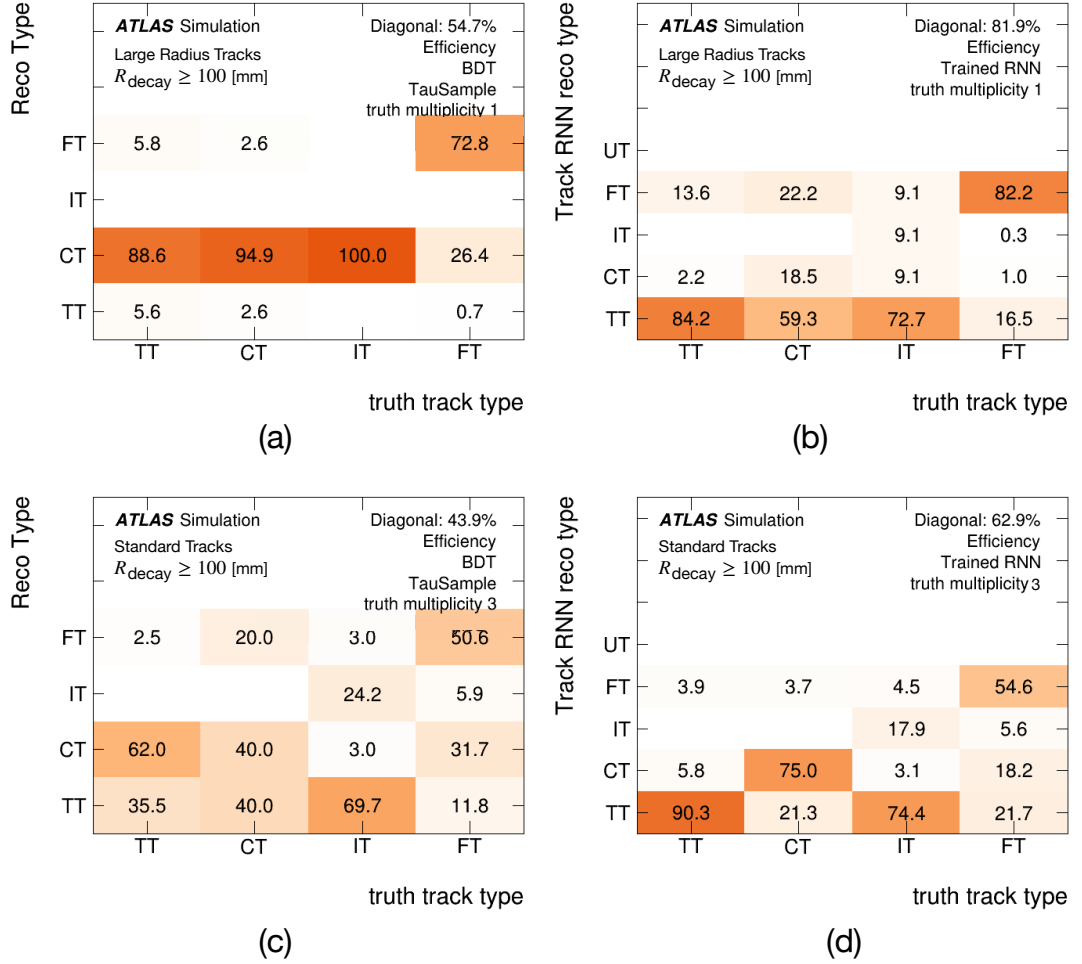 Reco Type
ATLAS Simulation
Large Radius Tracks
Rdecay ≥ 100 [mm]
Diagonal: 54.7%
Efficiency
BDT
TauSample
truth multiplicity 1
FT 5.8 2.6 72.8
IT
CT 88.6 94.9 100.0 26.4
TT 5.6 2.6 0.7
TT CT IT FT
truth track type
(a)
Track RNN reco type
ATLAS Simulation
Large Radius Tracks
Rdecay ≥ 100 [mm]
Diagonal: 81.9%
Efficiency
Trained RNN
truth multiplicity 1
UT
FT 13.6 22.2 9.1 82.2
IT 9.1 0.3
CT 2.2 18.5 9.1 1.0
TT 84.2 59.3 72.7 16.5
TT CT IT FT
truth track type
(b)
Reco Type
ATLAS Simulation
Standard Tracks
Rdecay ≥ 100 [mm]
Diagonal: 43.9%
Efficiency
BDT
TauSample
truth multiplicity 3
FT 2.5 20.0 3.0 50.6
IT 24.2 5.9
CT 62.0 40.0 3.0 31.7
TT 35.5 40.0 69.7 11.8
TT CT IT FT
truth track type
(c)
Track RNN reco type
ATLAS Simulation
Standard Tracks
Rdecay ≥ 100 [mm]
Diagonal: 62.9%
Efficiency
Trained RNN
truth multiplicity 3
UT
FT 3.9 3.7 4.5 54.6
IT 17.9 5.6
CT 5.8 75.0 3.1 18.2
TT 90.3 21.3 74.4 21.7
TT CT IT FT
truth track type
(d)